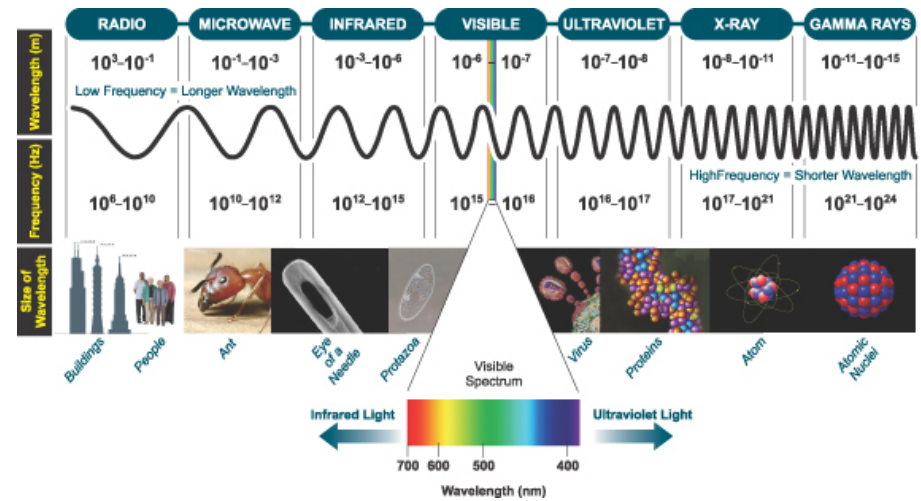 RADIO
MICROWAVE
INFRARED
VISIBLE
ULTRAVIOLET
X-RAY
GAMMA RAYS
Wavelength (m)
10³-10⁻¹
10⁻¹-10⁻³
10⁻³-10⁻⁶
10⁻⁶ - 10⁻⁷
10⁻⁷-10⁻⁸
10⁻⁸-10⁻¹¹
10⁻¹¹-10⁻¹⁵
Low Frequency = Longer Wavelength
HighFrequency = Shorter Wavelength
Frequency (Hz)
10⁶-10¹⁰
10¹⁰-10¹²
10¹²-10¹⁵
10¹⁵ - 10¹⁶
10¹⁶-10¹⁷
10¹⁷-10²¹
10²¹-10²⁴
Size of
Wavelength
Buildings
People
Ant
Eye
of a
Needle
Protazoa
Virus
Proteins
Atom
Atomic
Nuclei
Visible
Spectrum
Infrared Light
Ultraviolet Light
700 600 500 400
Wavelength (nm)